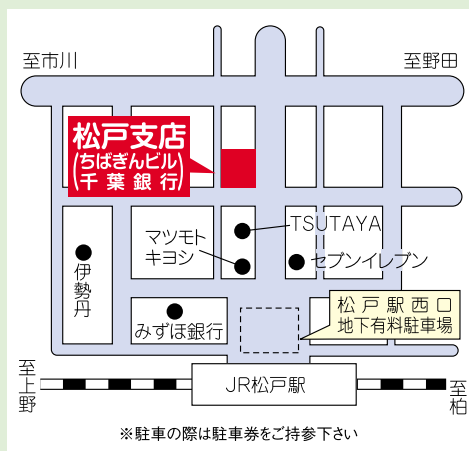 至市川
至野田
松戸支店
(ちばぎんビル)
(千葉銀行)
TSUTAYA
マツモト
キヨシ
セブンイレブン
伊勢丹
みずほ銀行
松戸駅西口
地下有料駐車場
至上野
JR松戸駅
至柏
※駐車の際は駐車券をご持参下さい